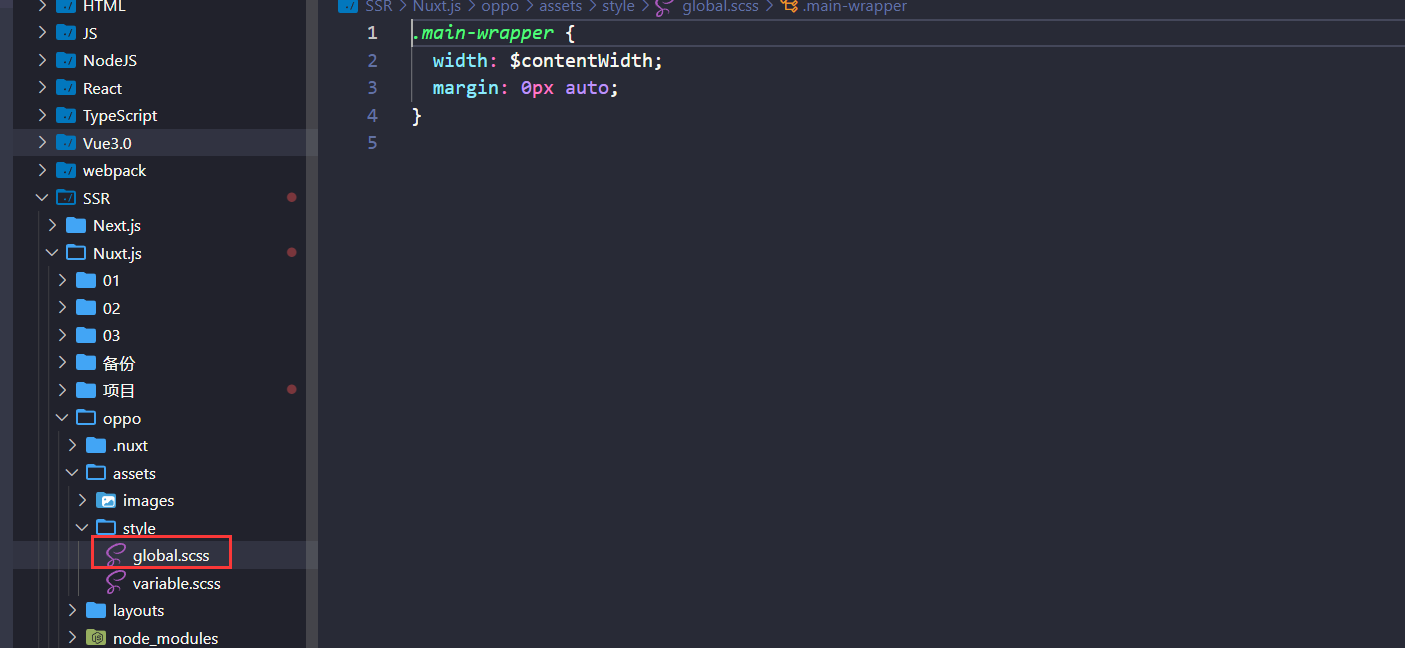 HTML
JS
NodeJS
React
TypeScript
Vue3.0
webpack
SSR
Next.js
Nuxt.js
01
02
03
备份
项目
oppo
.nuxt
assets
images
style
global.scss
variable.scss
layouts
node_modules
SSR > Nuxt.js > oppo > assets > style > global.scss > .main-wrapper
1 .main-wrapper {
2 width: $contentWidth;
3 margin: 0px auto;
4 }
5